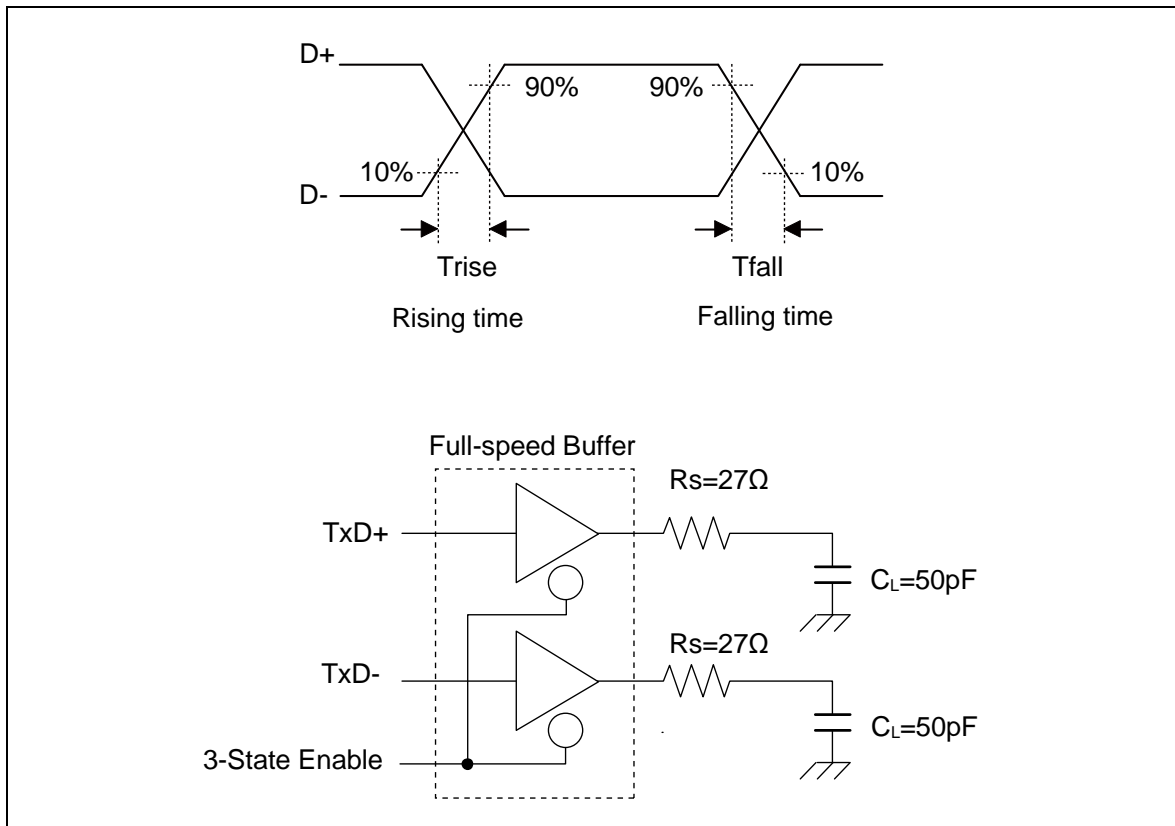 D+
90%
90%
10%
10%
D-
Trise
Tfall
Rising time
Falling time
Full-speed Buffer
Rs=27Ω
TxD+
CL=50pF
Rs=27Ω
TxD-
CL=50pF
3-State Enable